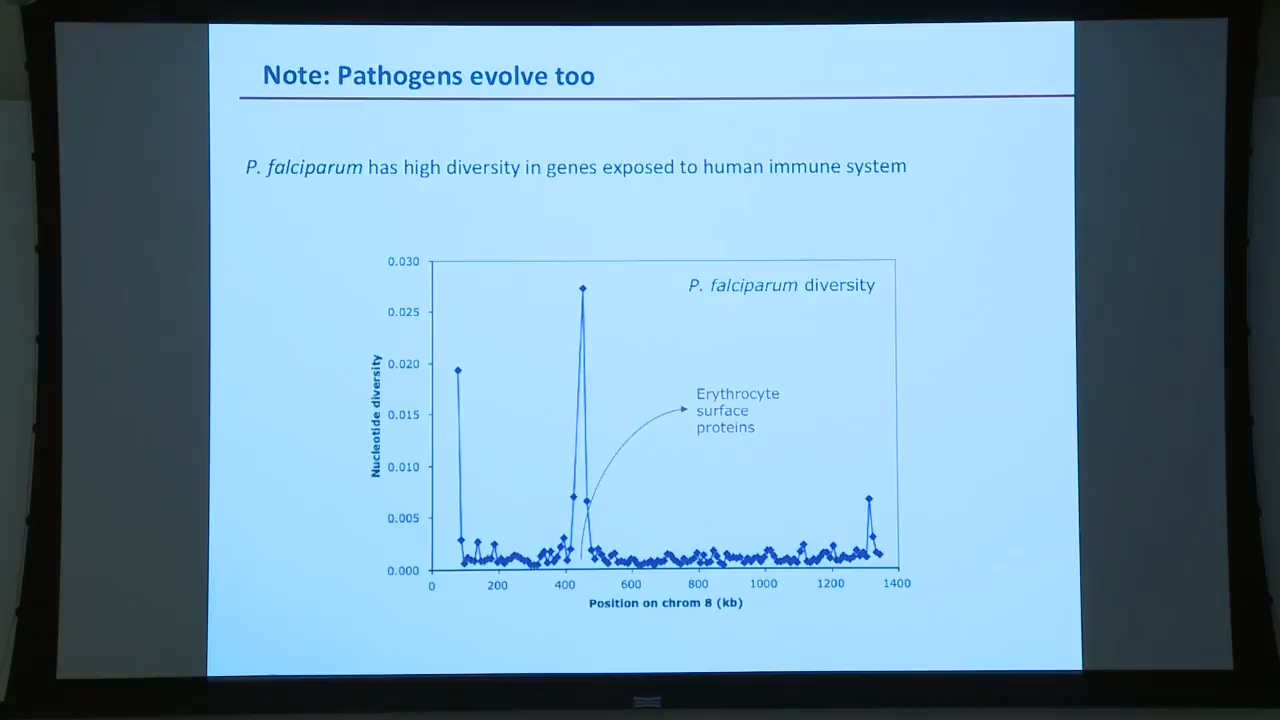 Note: Pathogens evolve too
P. falciparum has high diversity in genes exposed to human immune system
P. falciparum diversity
0.030
0.025
0.020
0.015
0.010
0.005
0.000
Nucleotide diversity
Erythrocyte
surface
proteins
0 200 400 600 800 1000 1200 1400
Position on chrom 8 (kb)